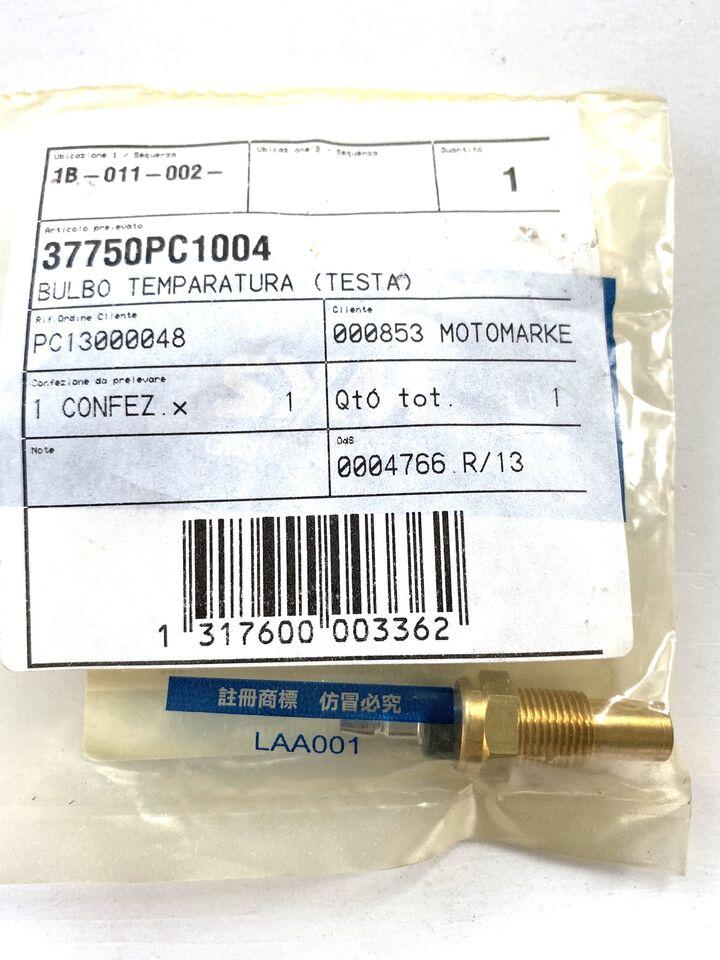 Ubicazione 1 / Sequenza
Ubicazione 2 - Sequenza
Quantitó
1B-011-002-
1
Articolo prelevato
37750PC1004
BULBO TEMPARATURA (TESTA)
Rif.Ordine Cliente
Cliente
PC13000048
000853 MOTOMARKE
Confezione da prelevare
1 CONFEZ.x 1
Qtó tot. 1
Note
OdS
0004766.R/13
1 317600 003362
註冊商標 仿冒必究
LAA001